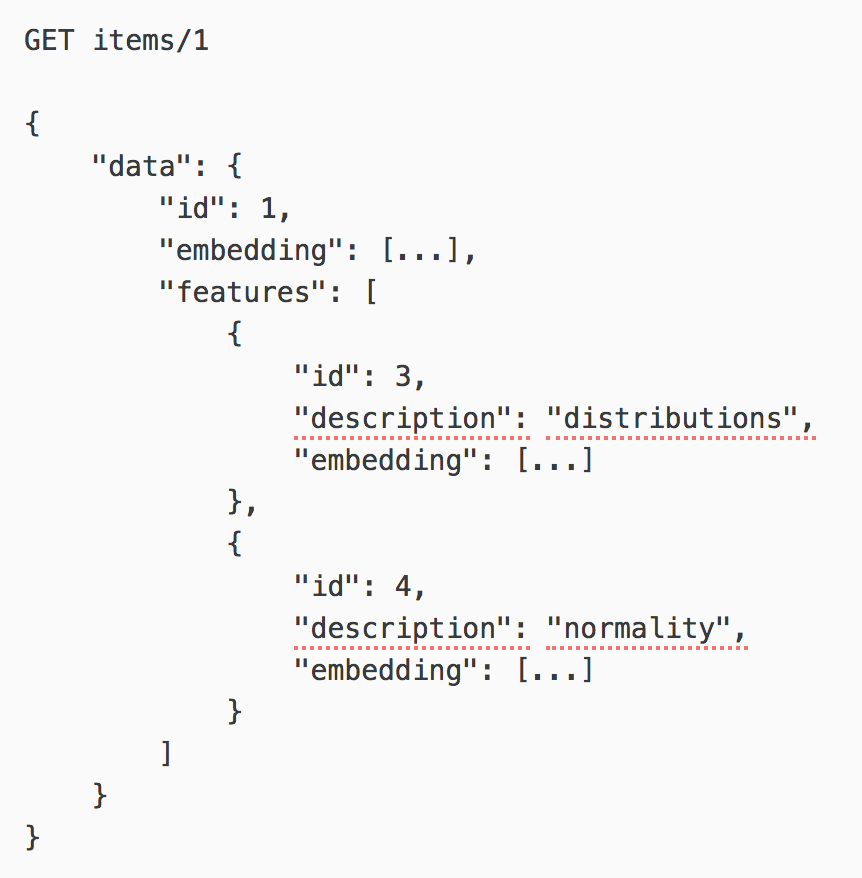 GET items/1
{
"data": {
"id": 1,
"embedding": [...],
"features": [
{
"id": 3,
"description": "distributions",
"embedding": [...]
},
{
"id": 4,
"description": "normality",
"embedding": [...]
}
]
}
}